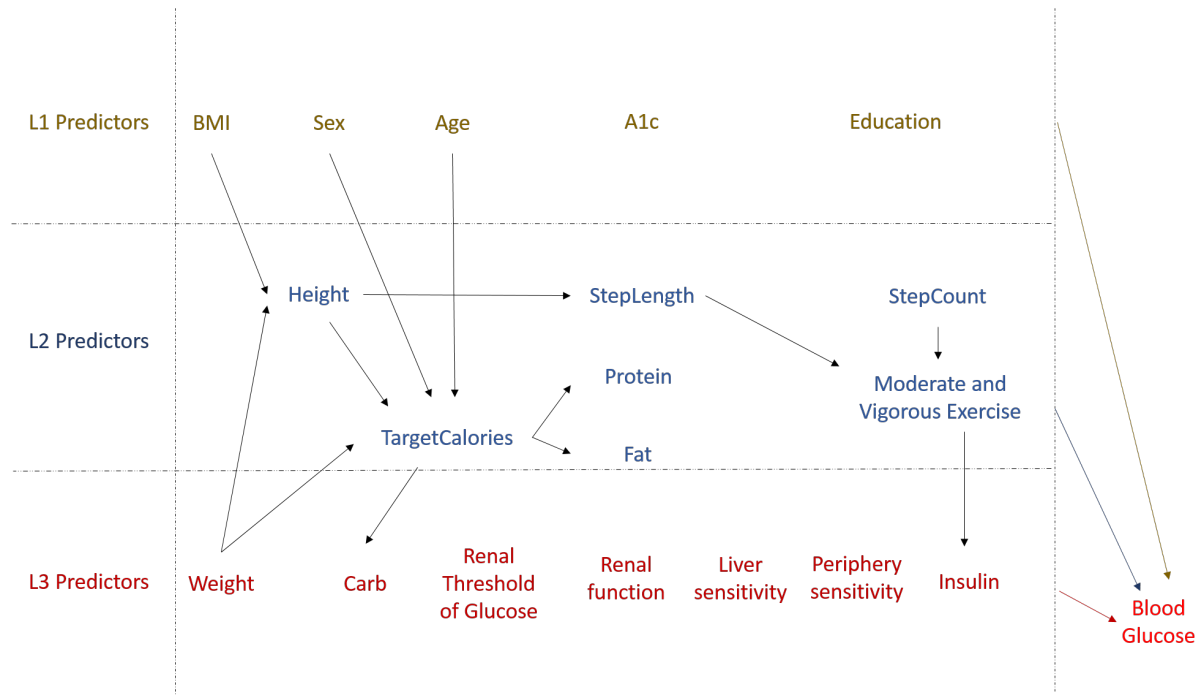 L1 Predictors
BMI
Sex
Age
A1c
Education
L2 Predictors
Height
StepLength
StepCount
Protein
Moderate and
Vigorous Exercise
TargetCalories
Fat
L3 Predictors
Weight
Carb
Renal
Threshold
of Glucose
Renal
function
Liver
sensitivity
Periphery
sensitivity
Insulin
Blood
Glucose